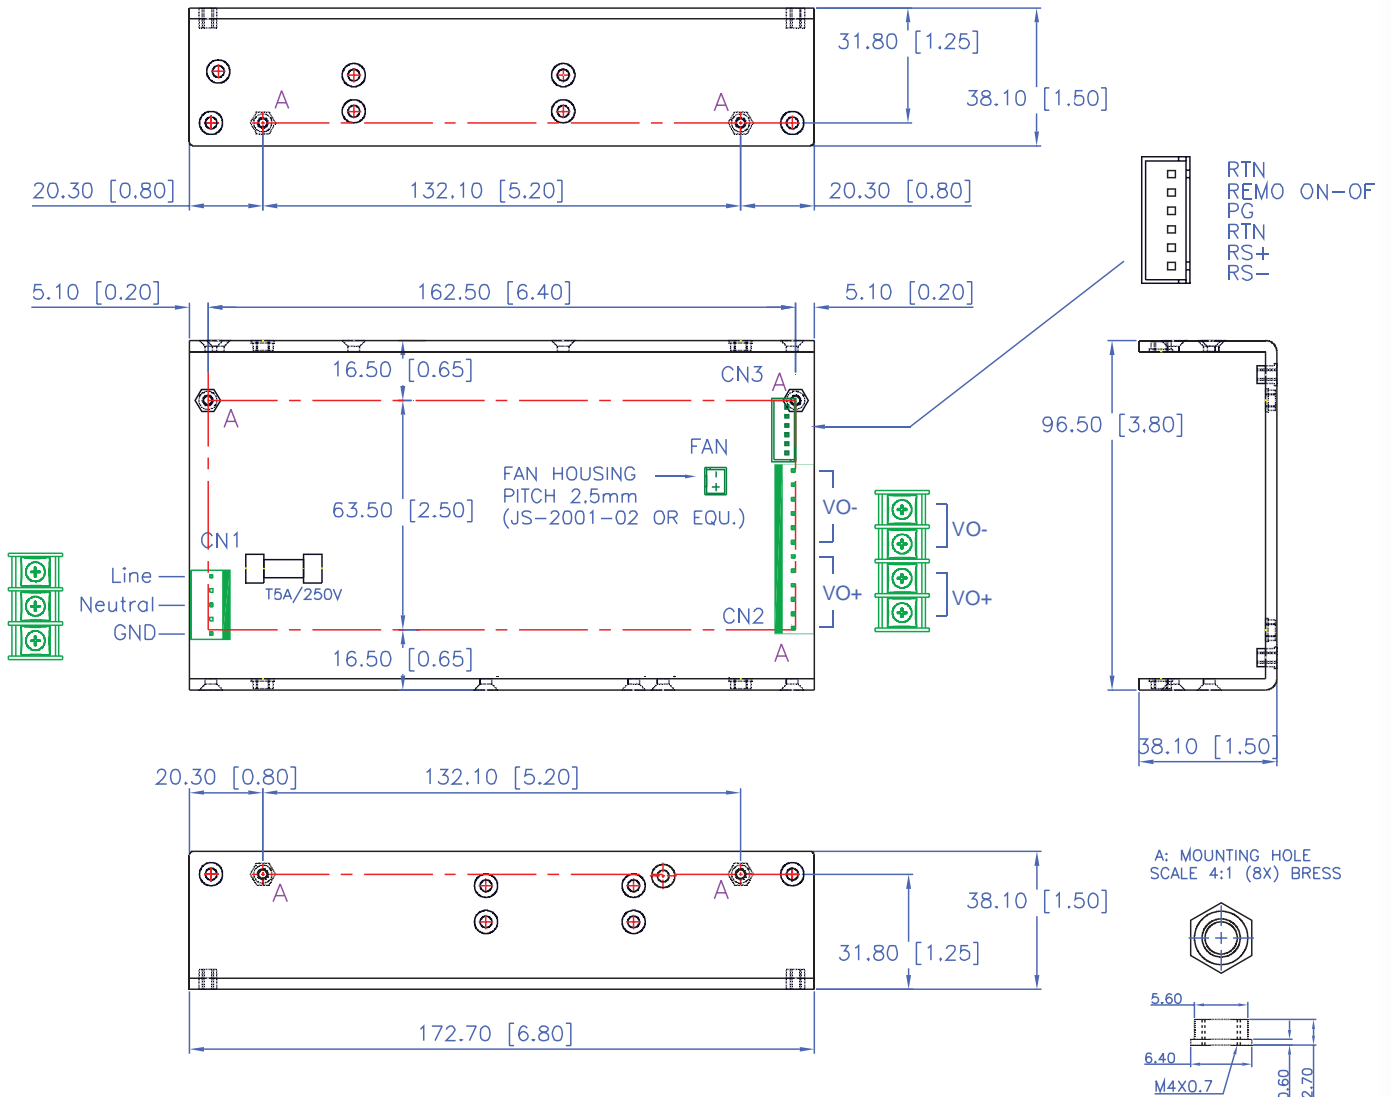 31.80 [1.25]
38.10 [1.50]
A
A
20.30 [0.80]
132.10 [5.20]
20.30 [0.80]
RTN
REMO ON-OF
PG
RTN
RS+
RS-
5.10 [0.20]
162.50 [6.40]
5.10 [0.20]
16.50 [0.65]
CN3
A
A
96.50 [3.80]
FAN
FAN HOUSING
PITCH 2.5mm
(JS-2001-02 OR EQU.)
- +
63.50 [2.50]
VO-
VO-
CN1
Line
Neutral
GND
T5A/250V
VO+
VO+
CN2
A
16.50 [0.65]
38.10 [1.50]
20.30 [0.80]
132.10 [5.20]
A
A
38.10 [1.50]
31.80 [1.25]
172.70 [6.80]
A: MOUNTING HOLE
SCALE 4:1 (8X) BRESS
5.60
6.40
M4X0.7
0.60
2.70